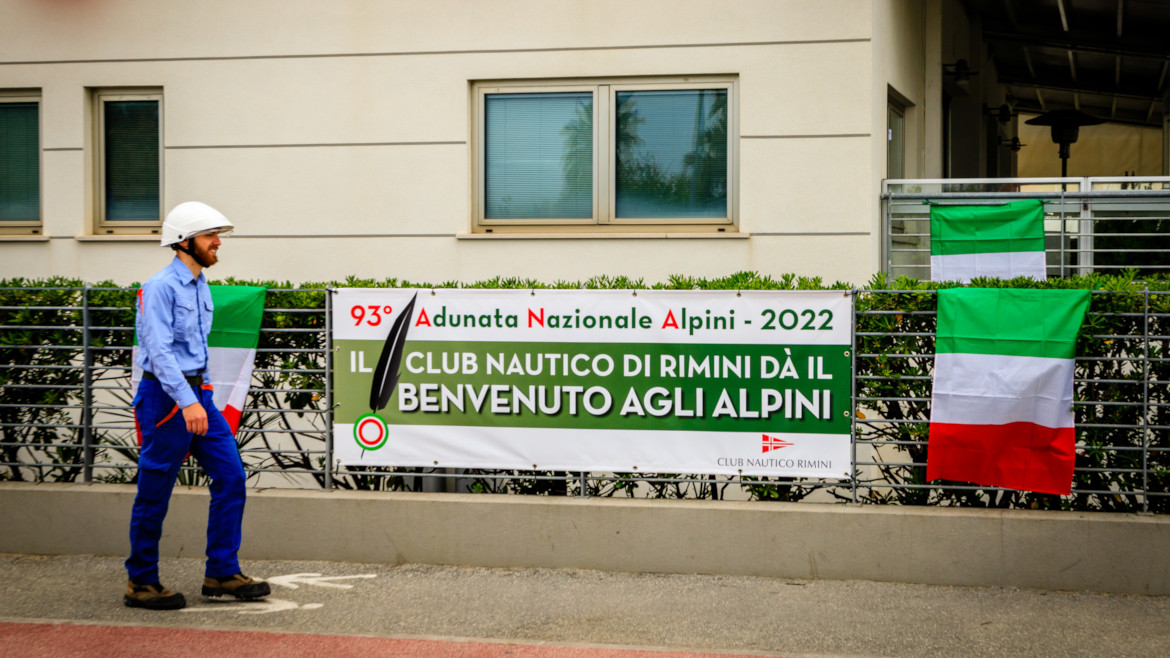 93° Adunata Nazionale Alpini - 2022
IL CLUB NAUTICO DI RIMINI DÀ IL
BENVENUTO AGLI ALPINI
CLUB NAUTICO RIMINI